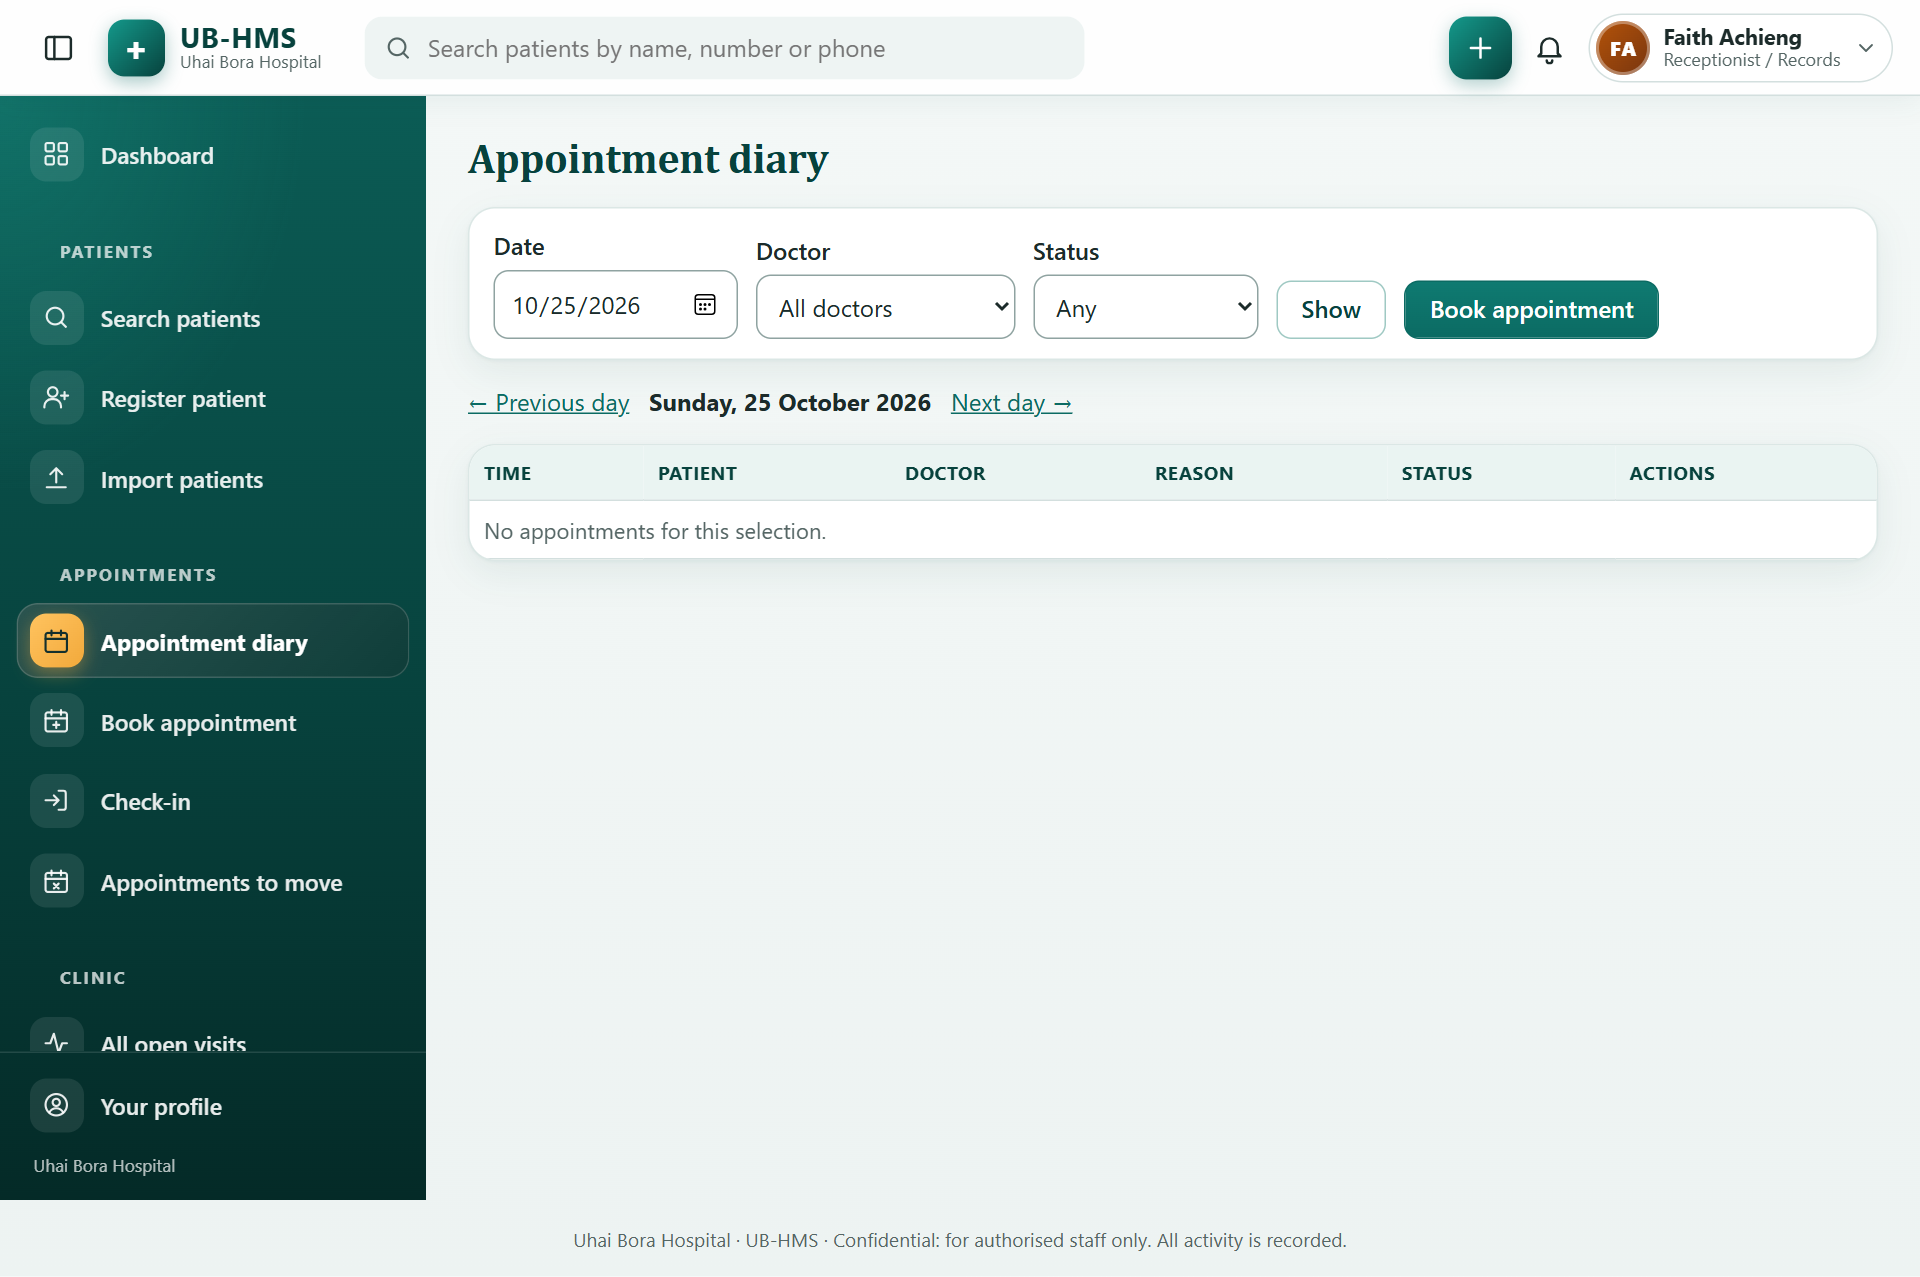 UB-HMS
Uhai Bora Hospital
Search patients by name, number or phone
FA
Faith Achieng
Receptionist / Records
Dashboard
PATIENTS
Search patients
Register patient
Import patients
APPOINTMENTS
Appointment diary
Book appointment
Check-in
Appointments to move
CLINIC
All open visits
Your profile
Uhai Bora Hospital
Appointment diary
Date
Doctor
Status
10/25/2026
All doctors
Any
Show
Book appointment
← Previous day Sunday, 25 October 2026 Next day →
TIME PATIENT DOCTOR REASON STATUS ACTIONS
No appointments for this selection.
Uhai Bora Hospital · UB-HMS · Confidential: for authorised staff only. All activity is recorded.